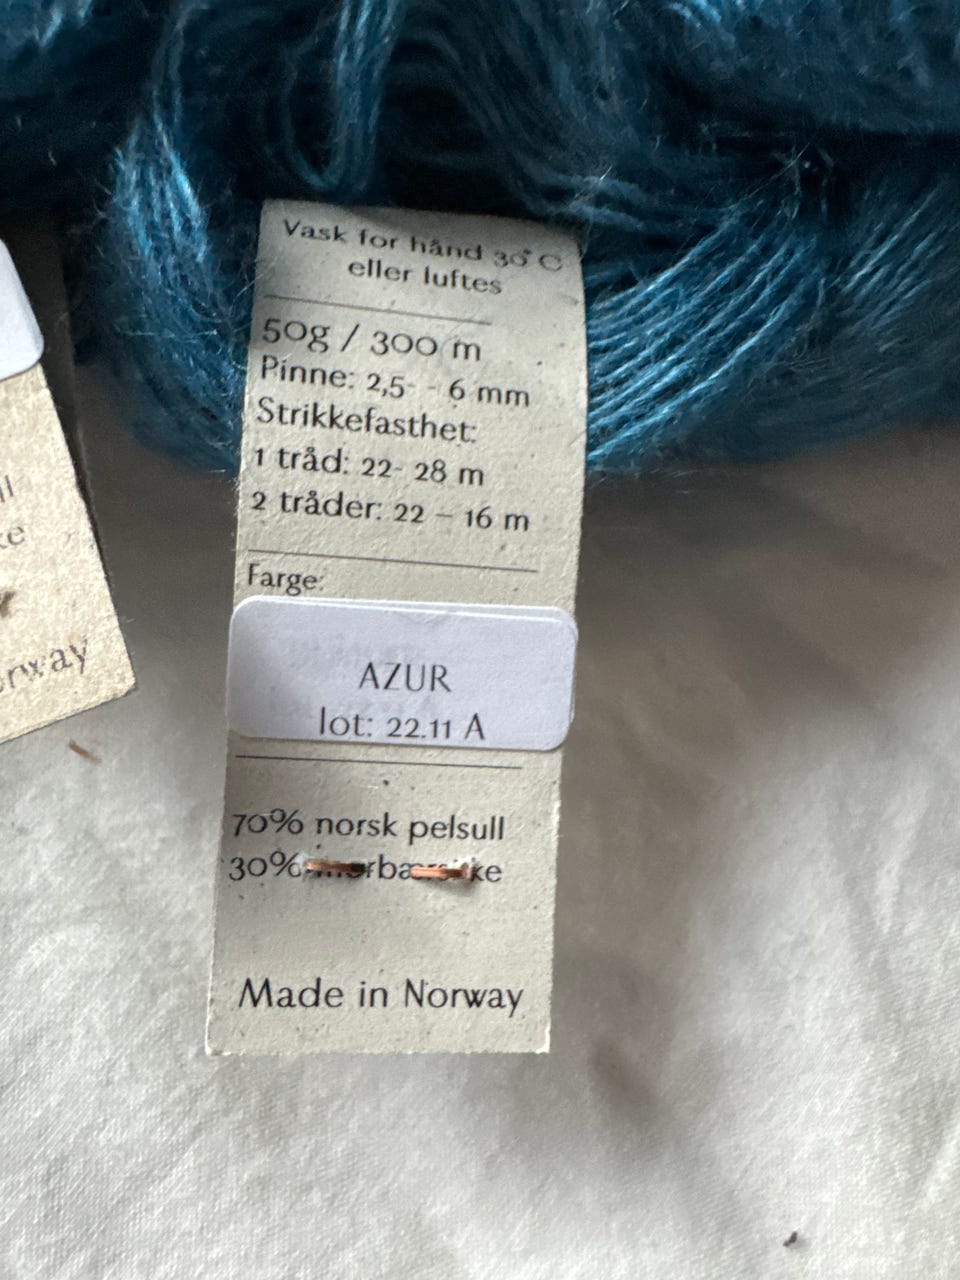 Vask for hånd 30° C
eller luftes
50g / 300 m
Pinne: 2,5- - 6 mm
Strikkefasthet:
1 tråd: 22- 28 m
2 tråder: 22 – 16 m
Farge:
AZUR
lot: 22.11 A
70% norsk pelsull
30%
Made in Norway